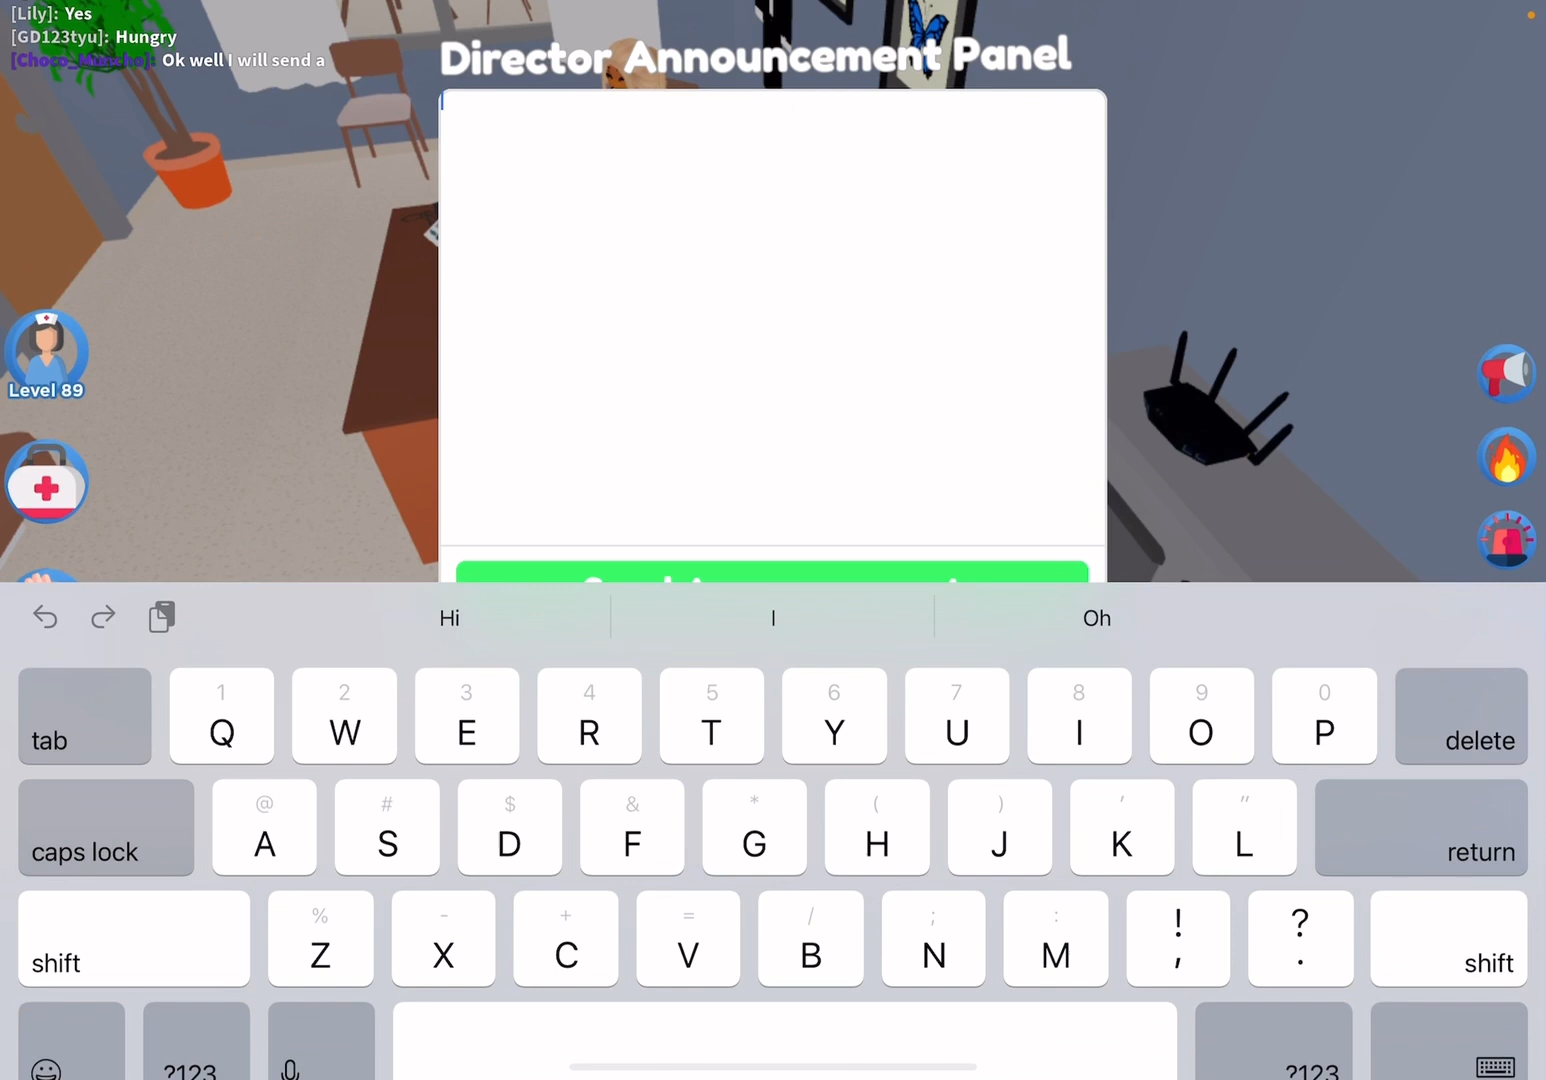 [Lily]: Yes
[GD123tyu]: Hungry
[Choco_Muncho]: Ok well I will send a
Director Announcement Panel
Level 89
Hi I Oh
tab 1 Q 2 W 3 E 4 R 5 T 6 Y 7 U 8 I 9 O 0 P delete
caps lock @ A # S $ D & F * G ( H ) J ' K " L return
shift % Z - X + C = V / B ; N : M ! , ? . shift
?123 ?123